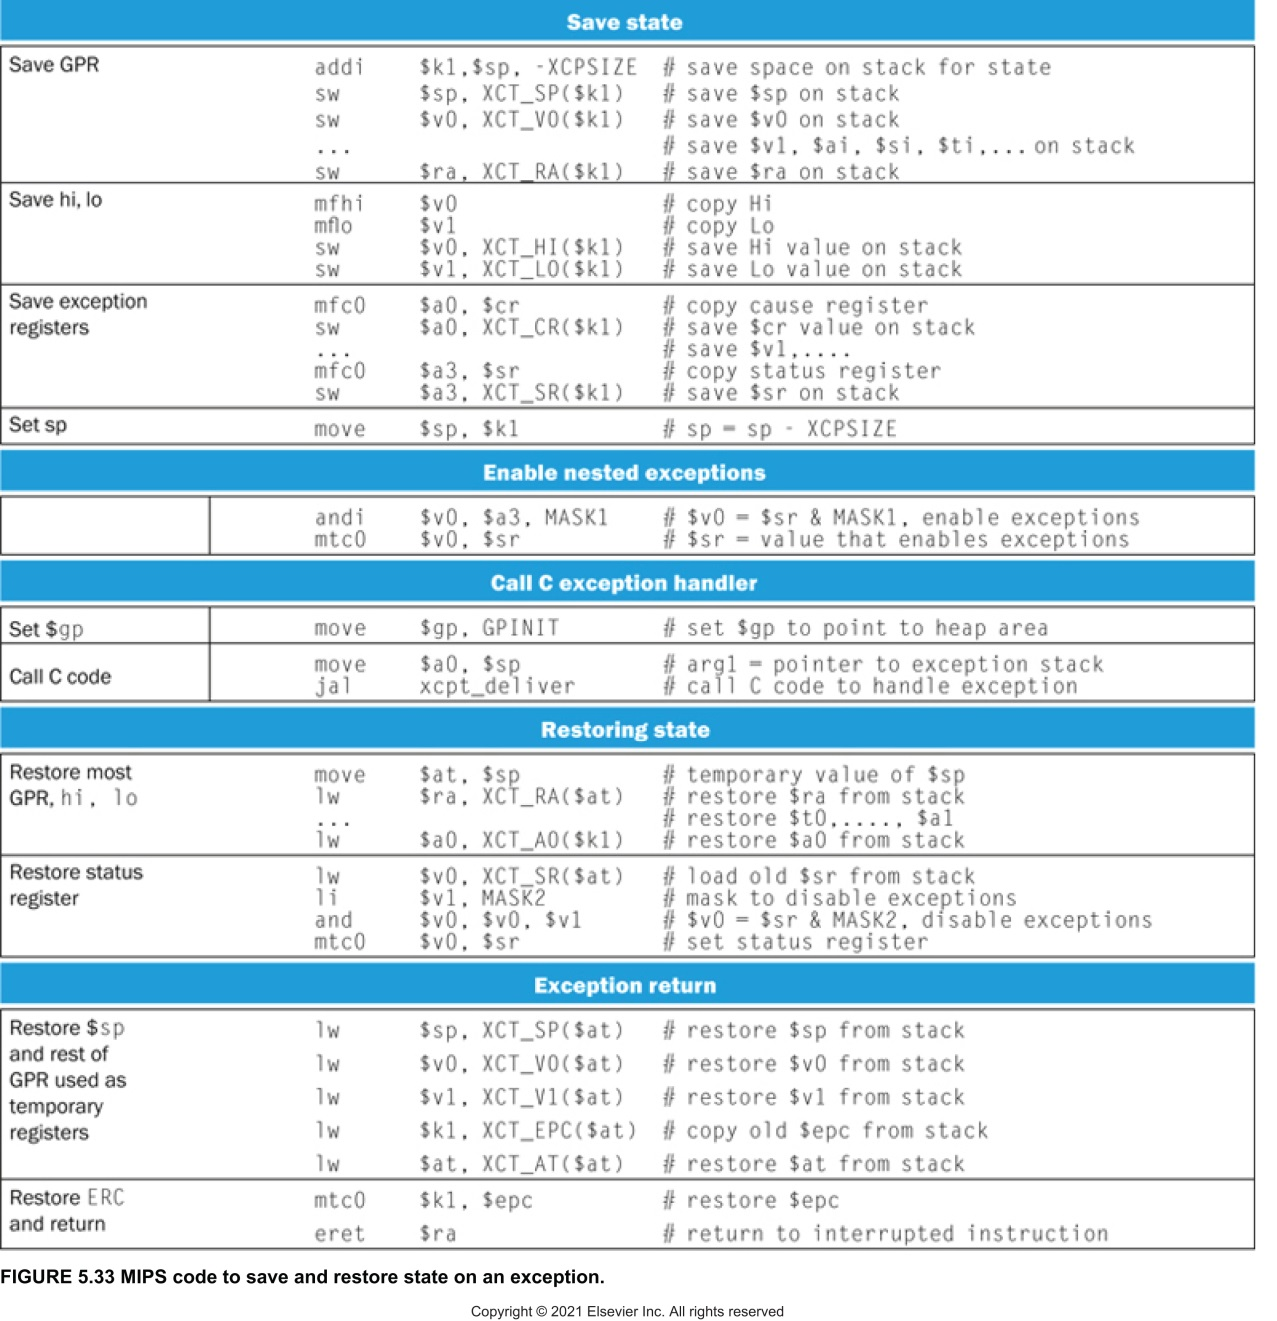 Save state
Save GPR addi $k1,$sp, -XCPSIZE # save space on stack for state
sw $sp, XCT_SP($k1) # save $sp on stack
sw $v0, XCT_V0($k1) # save $v0 on stack
... # save $v1, $ai, $si, $ti,... on stack
sw $ra, XCT_RA($k1) # save $ra on stack
Save hi, lo mfhi $v0 # copy Hi
mflo $v1 # copy Lo
sw $v0, XCT_HI($k1) # save Hi value on stack
sw $v1, XCT_LO($k1) # save Lo value on stack
Save exception mfc0 $a0, $cr # copy cause register
registers sw $a0, XCT_CR($k1) # save $cr value on stack
... # save $v1,....
mfc0 $a3, $sr # copy status register
sw $a3, XCT_SR($k1) # save $sr on stack
Set sp move $sp, $k1 # sp = sp - XCPSIZE
Enable nested exceptions
andi $v0, $a3, MASK1 # $v0 = $sr & MASK1, enable exceptions
mtc0 $v0, $sr # $sr = value that enables exceptions
Call C exception handler
Set $gp move $gp, GPINIT # set $gp to point to heap area
Call C code move $a0, $sp # arg1 = pointer to exception stack
jal xcpt_deliver # call C code to handle exception
Restoring state
Restore most move $at, $sp # temporary value of $sp
GPR, hi, lo lw $ra, XCT_RA($at) # restore $ra from stack
... # restore $t0,....., $a1
lw $a0, XCT_A0($k1) # restore $a0 from stack
Restore status lw $v0, XCT_SR($at) # load old $sr from stack
register li $v1, MASK2 # mask to disable exceptions
and $v0, $v0, $v1 # $v0 = $sr & MASK2, disable exceptions
mtc0 $v0, $sr # set status register
Exception return
Restore $sp lw $sp, XCT_SP($at) # restore $sp from stack
and rest of lw $v0, XCT_V0($at) # restore $v0 from stack
GPR used as
temporary lw $v1, XCT_V1($at) # restore $v1 from stack
registers lw $k1, XCT_EPC($at) # copy old $epc from stack
lw $at, XCT_AT($at) # restore $at from stack
Restore ERC mtc0 $k1, $epc # restore $epc
and return eret $ra # return to interrupted instruction
FIGURE 5.33 MIPS code to save and restore state on an exception.
Copyright © 2021 Elsevier Inc. All rights reserved